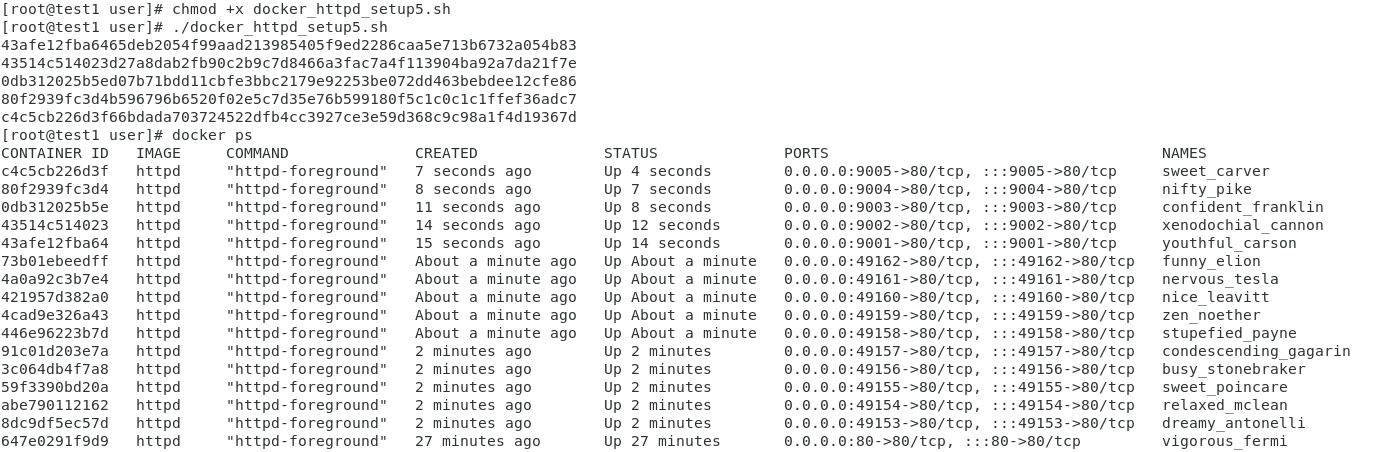 [root@test1 user]# chmod +x docker_httpd_setup5.sh
[root@test1 user]# ./docker_httpd_setup5.sh
43afe12fba6465deb2054f99aad213985405f9ed2286caa5e713b6732a054b83
43514c514023d27a8dab2fb90c2b9c7d8466a3fac7a4f113904ba92a7da21f7e
0db312025b5ed07b71bdd11cbfe3bbc2179e92253be072dd463bebdee12cfe86
80f2939fc3d4b596796b6520f02e5c7d35e76b599180f5c1c0c1c1ffef36adc7
c4c5cb226d3f66bdada703724522dfb4cc3927ce3e59d368c9c98a1f4d19367d
[root@test1 user]# docker ps
CONTAINER ID   IMAGE     COMMAND              CREATED              STATUS              PORTS                                     NAMES
c4c5cb226d3f   httpd     "httpd-foreground"   7 seconds ago        Up 4 seconds        0.0.0.0:9005->80/tcp, :::9005->80/tcp     sweet_carver
80f2939fc3d4   httpd     "httpd-foreground"   8 seconds ago        Up 7 seconds        0.0.0.0:9004->80/tcp, :::9004->80/tcp     nifty_pike
0db312025b5e   httpd     "httpd-foreground"   11 seconds ago       Up 8 seconds        0.0.0.0:9003->80/tcp, :::9003->80/tcp     confident_franklin
43514c514023   httpd     "httpd-foreground"   14 seconds ago       Up 12 seconds       0.0.0.0:9002->80/tcp, :::9002->80/tcp     xenodochial_cannon
43afe12fba64   httpd     "httpd-foreground"   15 seconds ago       Up 14 seconds       0.0.0.0:9001->80/tcp, :::9001->80/tcp     youthful_carson
73b01ebeedff   httpd     "httpd-foreground"   About a minute ago   Up About a minute   0.0.0.0:49162->80/tcp, :::49162->80/tcp   funny_elion
4a0a92c3b7e4   httpd     "httpd-foreground"   About a minute ago   Up About a minute   0.0.0.0:49161->80/tcp, :::49161->80/tcp   nervous_tesla
421957d382a0   httpd     "httpd-foreground"   About a minute ago   Up About a minute   0.0.0.0:49160->80/tcp, :::49160->80/tcp   nice_leavitt
4cad9e326a43   httpd     "httpd-foreground"   About a minute ago   Up About a minute   0.0.0.0:49159->80/tcp, :::49159->80/tcp   zen_noether
446e96223b7d   httpd     "httpd-foreground"   About a minute ago   Up About a minute   0.0.0.0:49158->80/tcp, :::49158->80/tcp   stupefied_payne
91c01d203e7a   httpd     "httpd-foreground"   2 minutes ago        Up 2 minutes        0.0.0.0:49157->80/tcp, :::49157->80/tcp   condescending_gagarin
3c064db4f7a8   httpd     "httpd-foreground"   2 minutes ago        Up 2 minutes        0.0.0.0:49156->80/tcp, :::49156->80/tcp   busy_stonebraker
59f3390bd20a   httpd     "httpd-foreground"   2 minutes ago        Up 2 minutes        0.0.0.0:49155->80/tcp, :::49155->80/tcp   sweet_poincare
abe790112162   httpd     "httpd-foreground"   2 minutes ago        Up 2 minutes        0.0.0.0:49154->80/tcp, :::49154->80/tcp   relaxed_mclean
8dc9df5ec57d   httpd     "httpd-foreground"   2 minutes ago        Up 2 minutes        0.0.0.0:49153->80/tcp, :::49153->80/tcp   dreamy_antonelli
647e0291f9d9   httpd     "httpd-foreground"   27 minutes ago       Up 27 minutes       0.0.0.0:80->80/tcp, :::80->80/tcp         vigorous_fermi